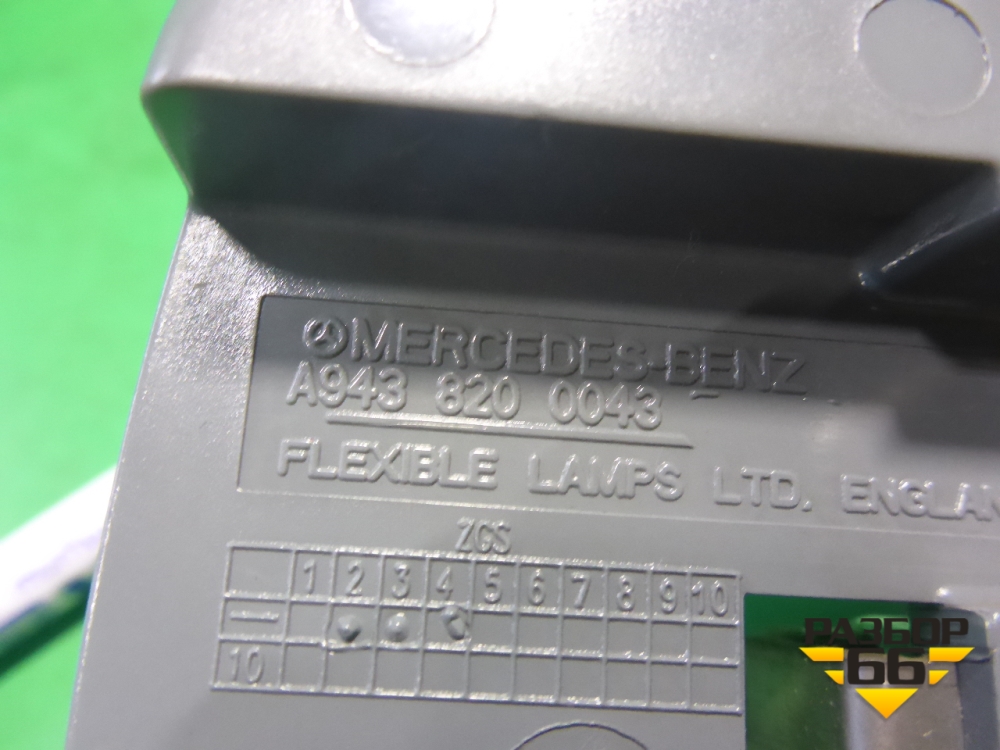 MERCEDES-BENZ
A943 820 0043
FLEXIBLE LAMPS LTD. ENGLAN
ZGS
1 2 3 4 5 6 7 8 9 10
10
РАЗБОР
66